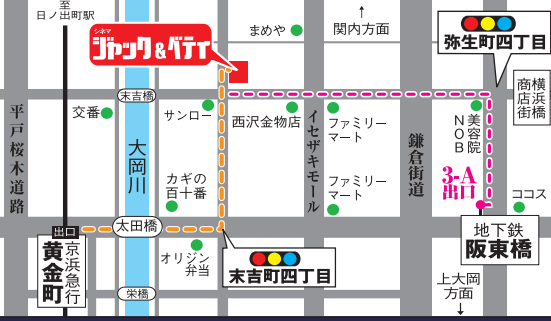 至
日ノ出町駅
シネマ
ジャック&ベティ
まめや
関内方面
弥生町四丁目
平戸桜木道路
末吉橋
交番
サンロー
西沢金物店
イセザキモール
ファミリー
マート
鎌倉街道
美容院
NOB
横浜橋
商店街
大岡川
カギの
百十番
ファミリー
マート
3-A
出口
ココス
出口
太田橋
京浜急行
黄金町
オリジン
弁当
末吉町四丁目
地下鉄
阪東橋
栄橋
上大岡
方面